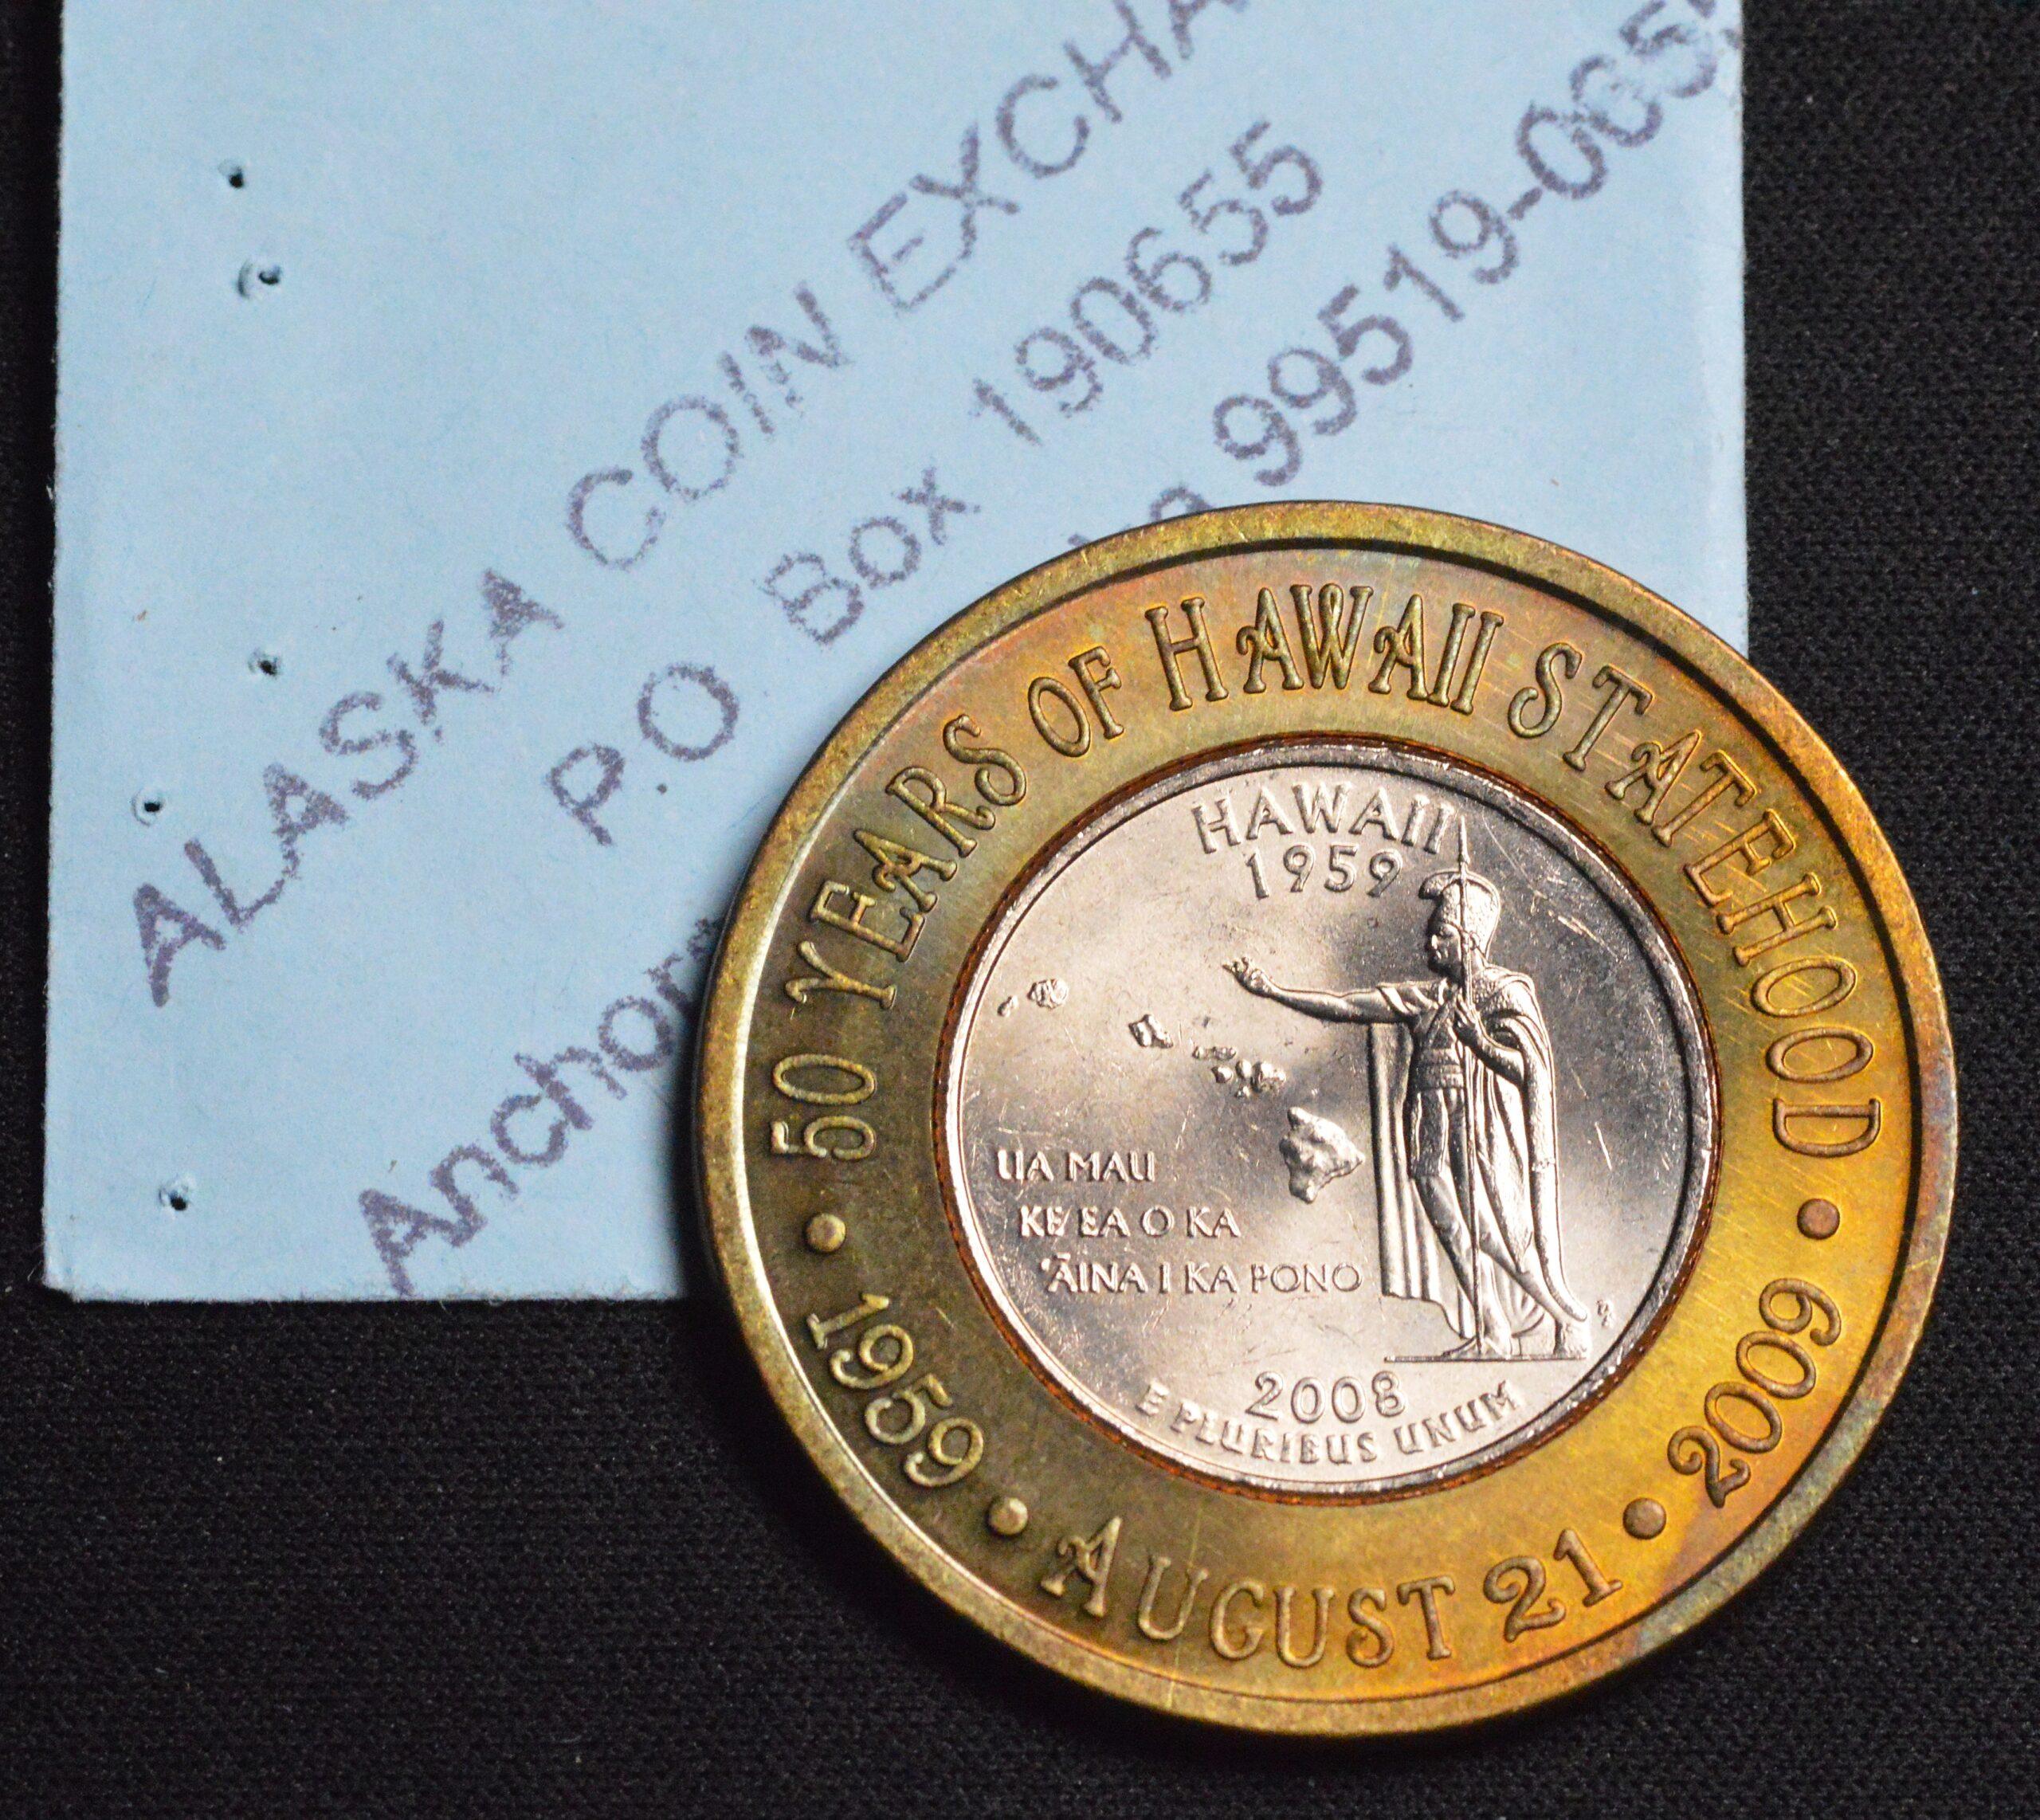 ALASKA COIN EXCHA
P.O Box 190655
Anchor a 99519-0655
50 YEARS OF HAWAII STATEHOOD
1959 • AUGUST 21 • 2009
HAWAII
1959
UA MAU
KE EA O KA
ʻĀINA I KA PONO
2008
E PLURIBUS UNUM